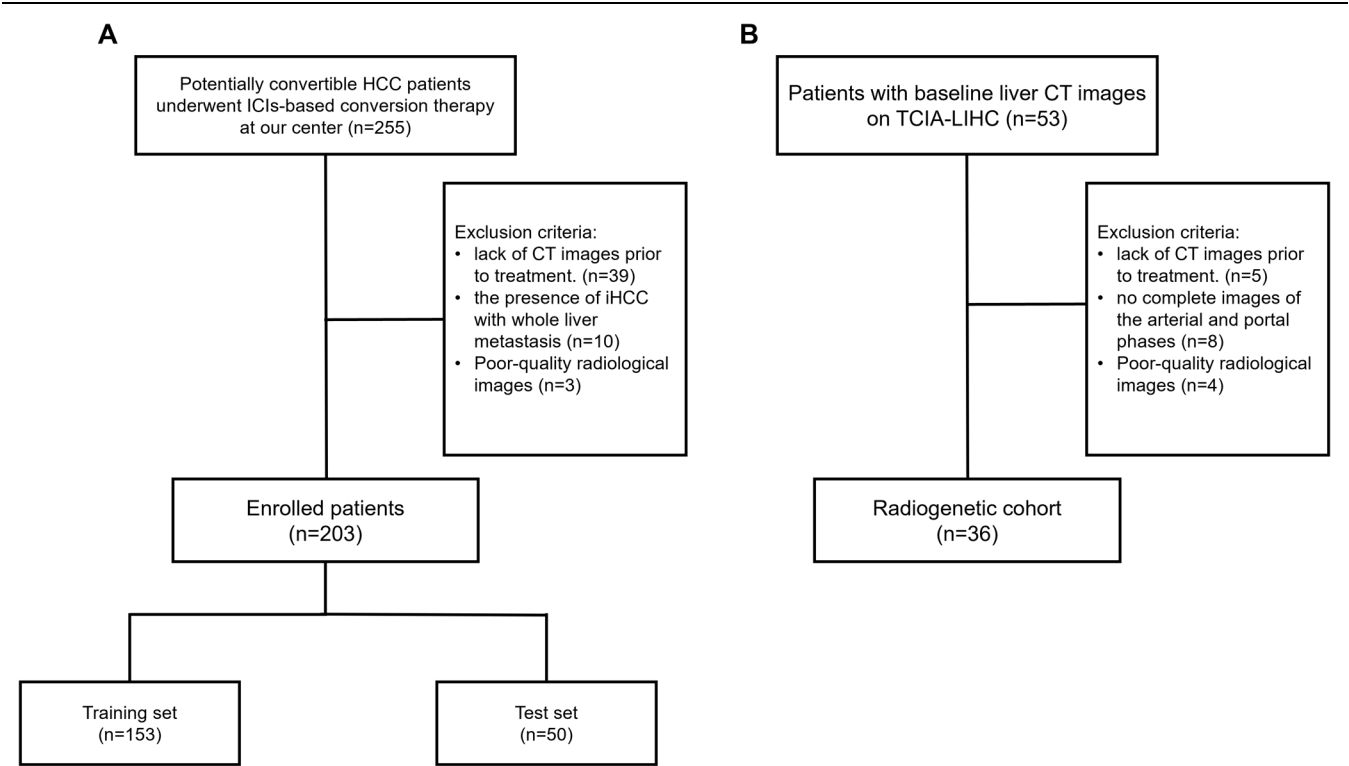 A
Potentially convertible HCC patients
underwent ICIs-based conversion therapy
at our center (n=255)
Exclusion criteria:
• lack of CT images prior
to treatment. (n=39)
• the presence of iHCC
with whole liver
metastasis (n=10)
• Poor-quality radiological
images (n=3)
Enrolled patients
(n=203)
Training set
(n=153)
Test set
(n=50)
B
Patients with baseline liver CT images
on TCIA-LIHC (n=53)
Exclusion criteria:
• lack of CT images prior
to treatment. (n=5)
• no complete images of
the arterial and portal
phases (n=8)
• Poor-quality radiological
images (n=4)
Radiogenetic cohort
(n=36)